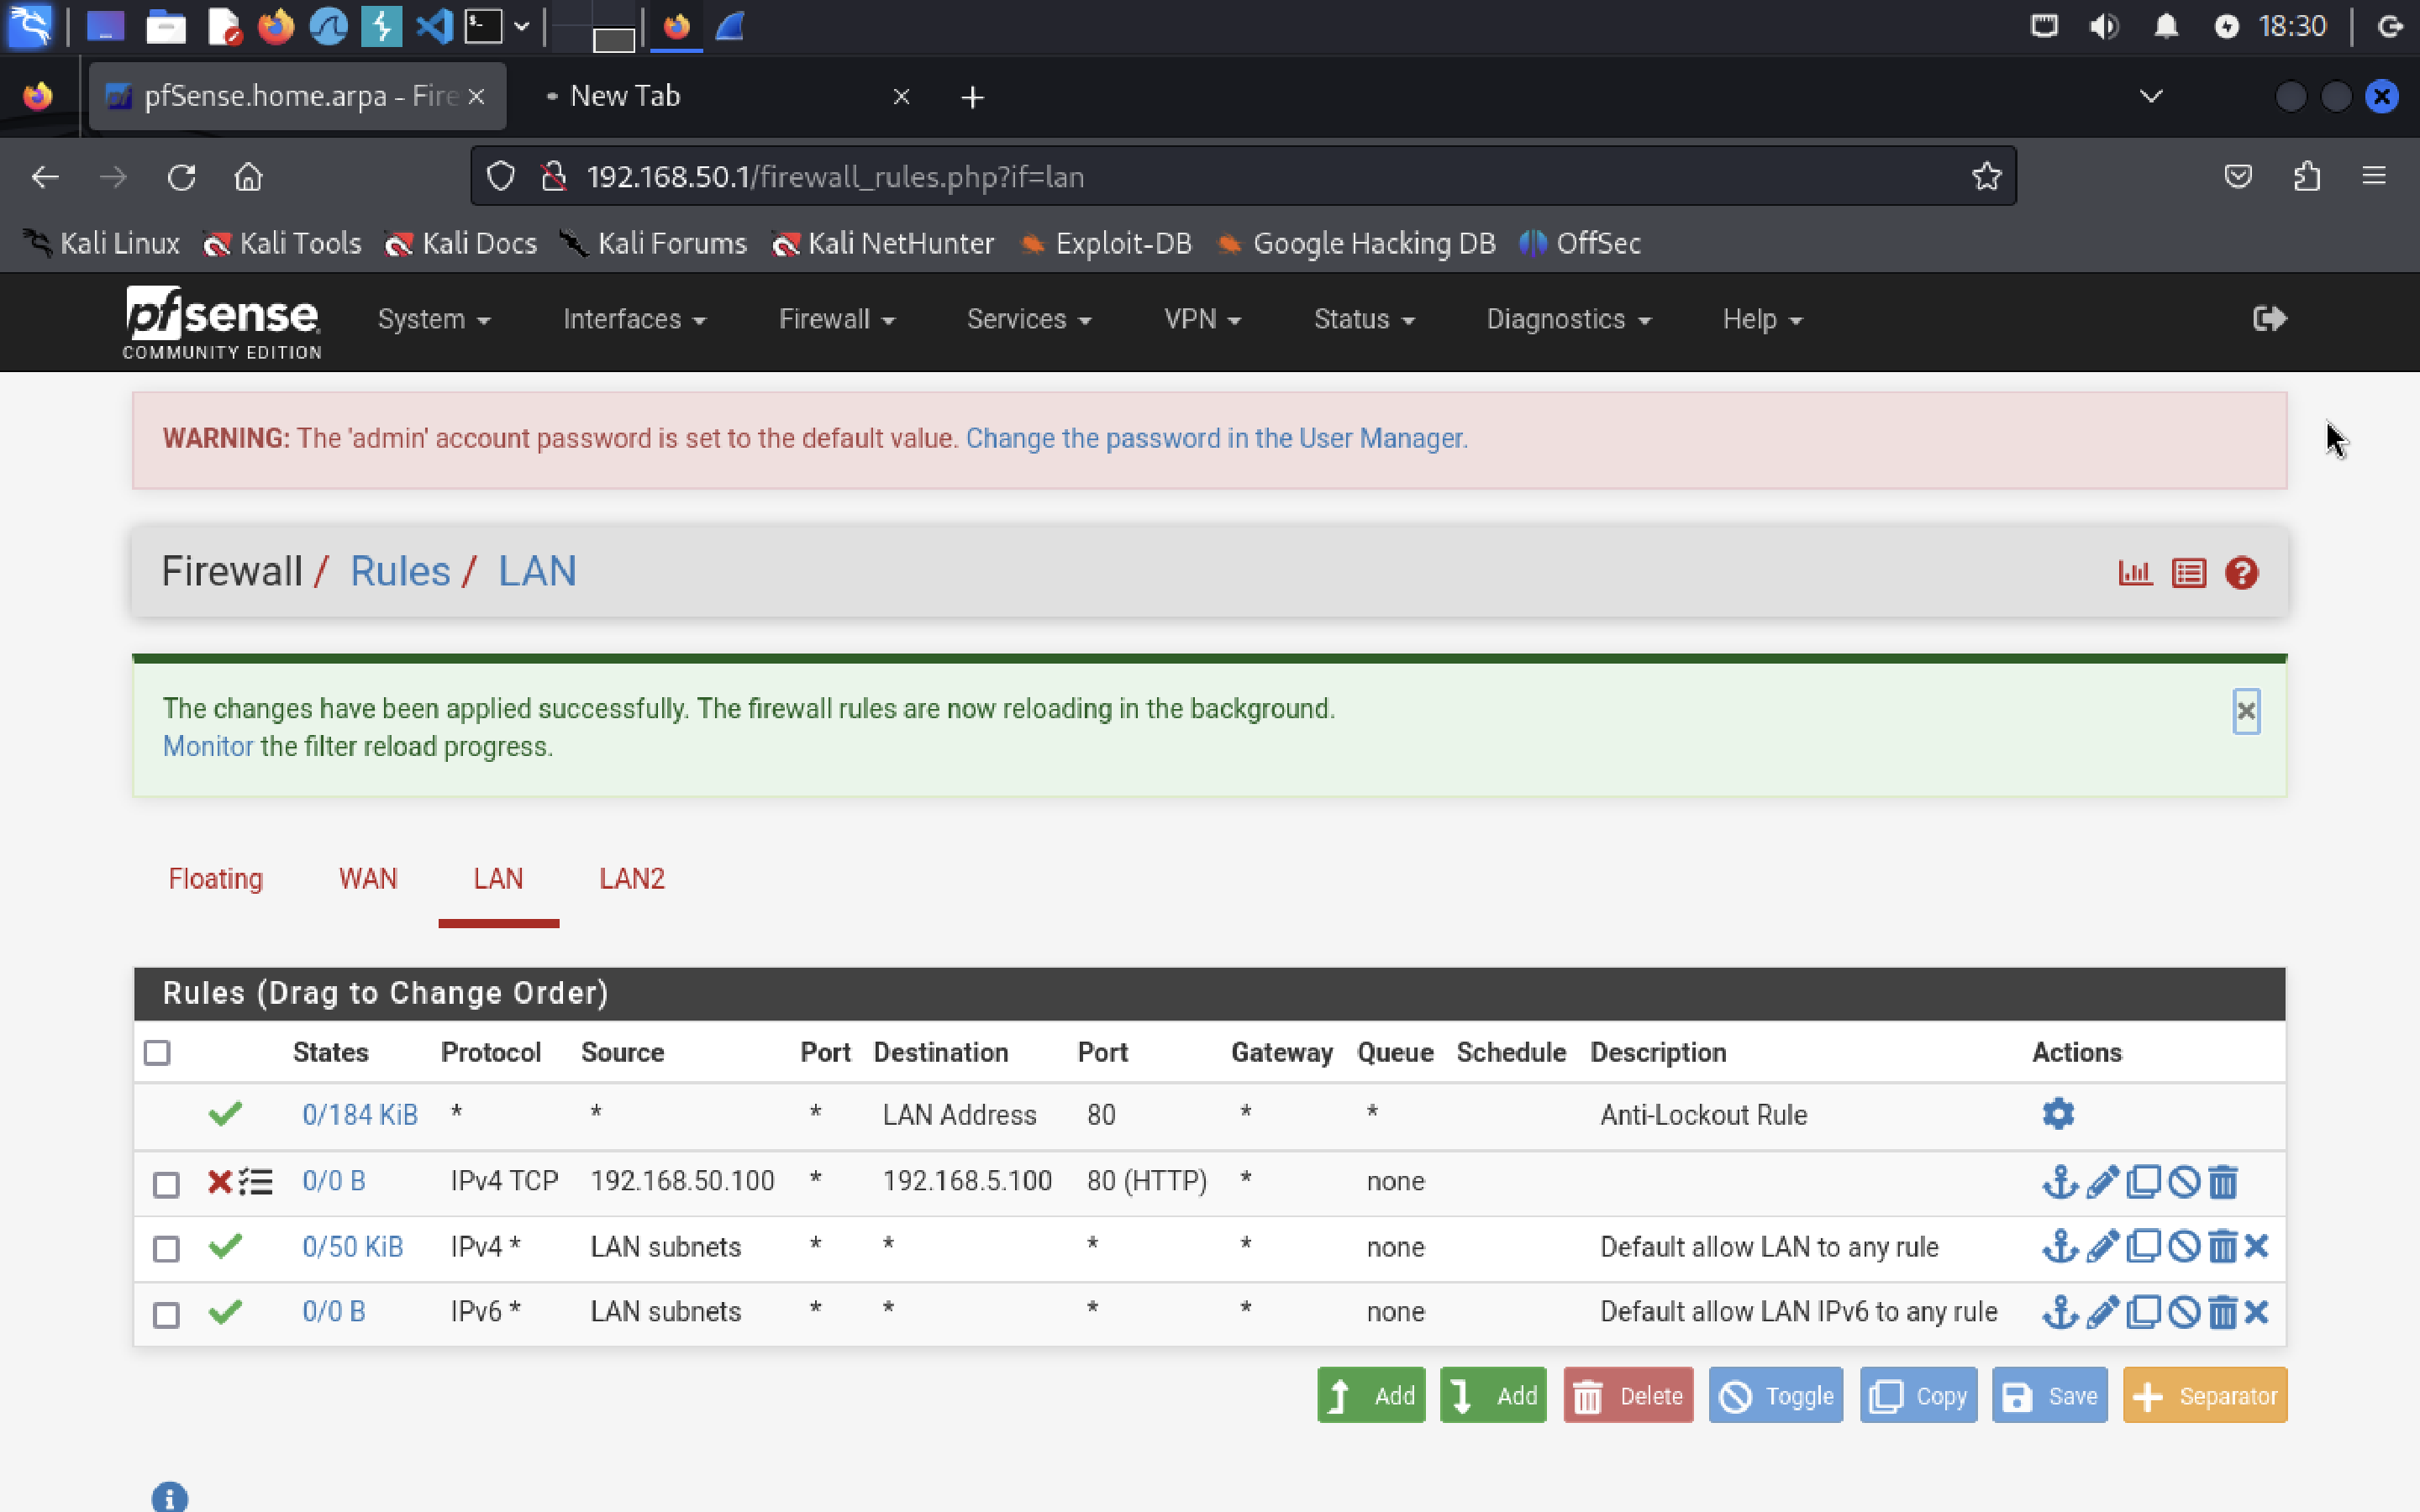 18:30
pfSense.home.arpa - Fire
New Tab
192.168.50.1/firewall_rules.php?if=lan
Kali Linux Kali Tools Kali Docs Kali Forums Kali NetHunter Exploit-DB Google Hacking DB OffSec
pfsense
COMMUNITY EDITION
System Interfaces Firewall Services VPN Status Diagnostics Help
WARNING: The 'admin' account password is set to the default value. Change the password in the User Manager.
Firewall / Rules / LAN
The changes have been applied successfully. The firewall rules are now reloading in the background.
Monitor the filter reload progress.
Floating WAN LAN LAN2
Rules (Drag to Change Order)
States Protocol Source Port Destination Port Gateway Queue Schedule Description Actions
0/184 KiB * * * LAN Address 80 * * Anti-Lockout Rule
0/0 B IPv4 TCP 192.168.50.100 * 192.168.5.100 80 (HTTP) * none
0/50 KiB IPv4 * LAN subnets * * * * none Default allow LAN to any rule
0/0 B IPv6 * LAN subnets * * * * none Default allow LAN IPv6 to any rule
Add Add Delete Toggle Copy Save Separator